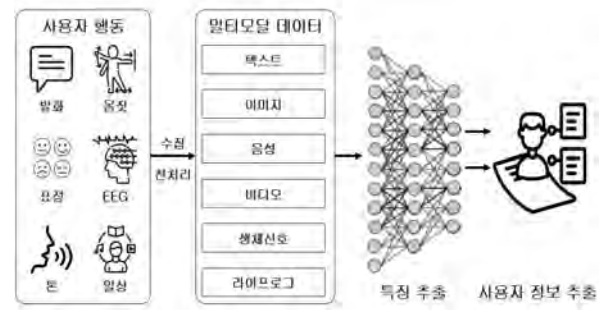 사용자 행동
발화
몸짓
표정
EEG
톤
일상
수집
전처리
멀티모달 데이터
텍스트
이미지
음성
비디오
생체신호
라이프로그
특징 추출
사용자 정보 추출